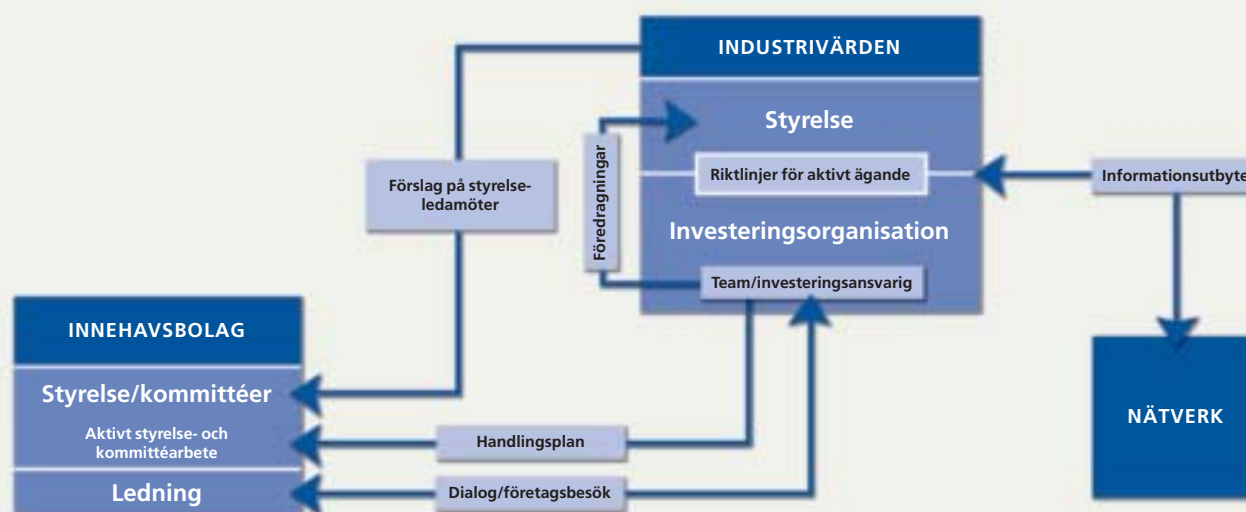 INDUSTRIVÄRDEN
Styrelse
Riktlinjer för aktivt ägande
Investeringsorganisation
Team/investeringsansvarig
Föredragningar
Förslag på styrelse-
ledamöter
Informationsutbyte
NÄTVERK
INNEHAVSBOLAG
Styrelse/kommittéer
Aktivt styrelse- och
kommittéarbete
Ledning
Handlingsplan
Dialog/företagsbesök